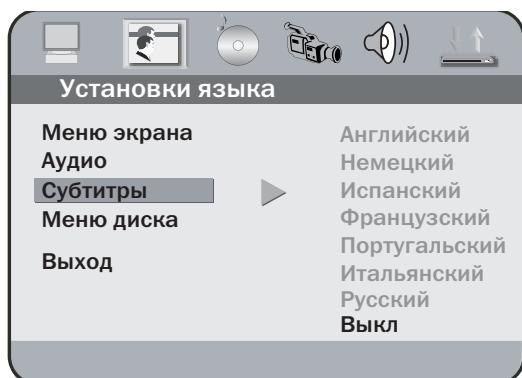 Установки языка
Меню экрана
Аудио
Субтитры
Меню диска
Выход
Английский
Немецкий
Испанский
Французский
Португальский
Итальянский
Русский
Выкл